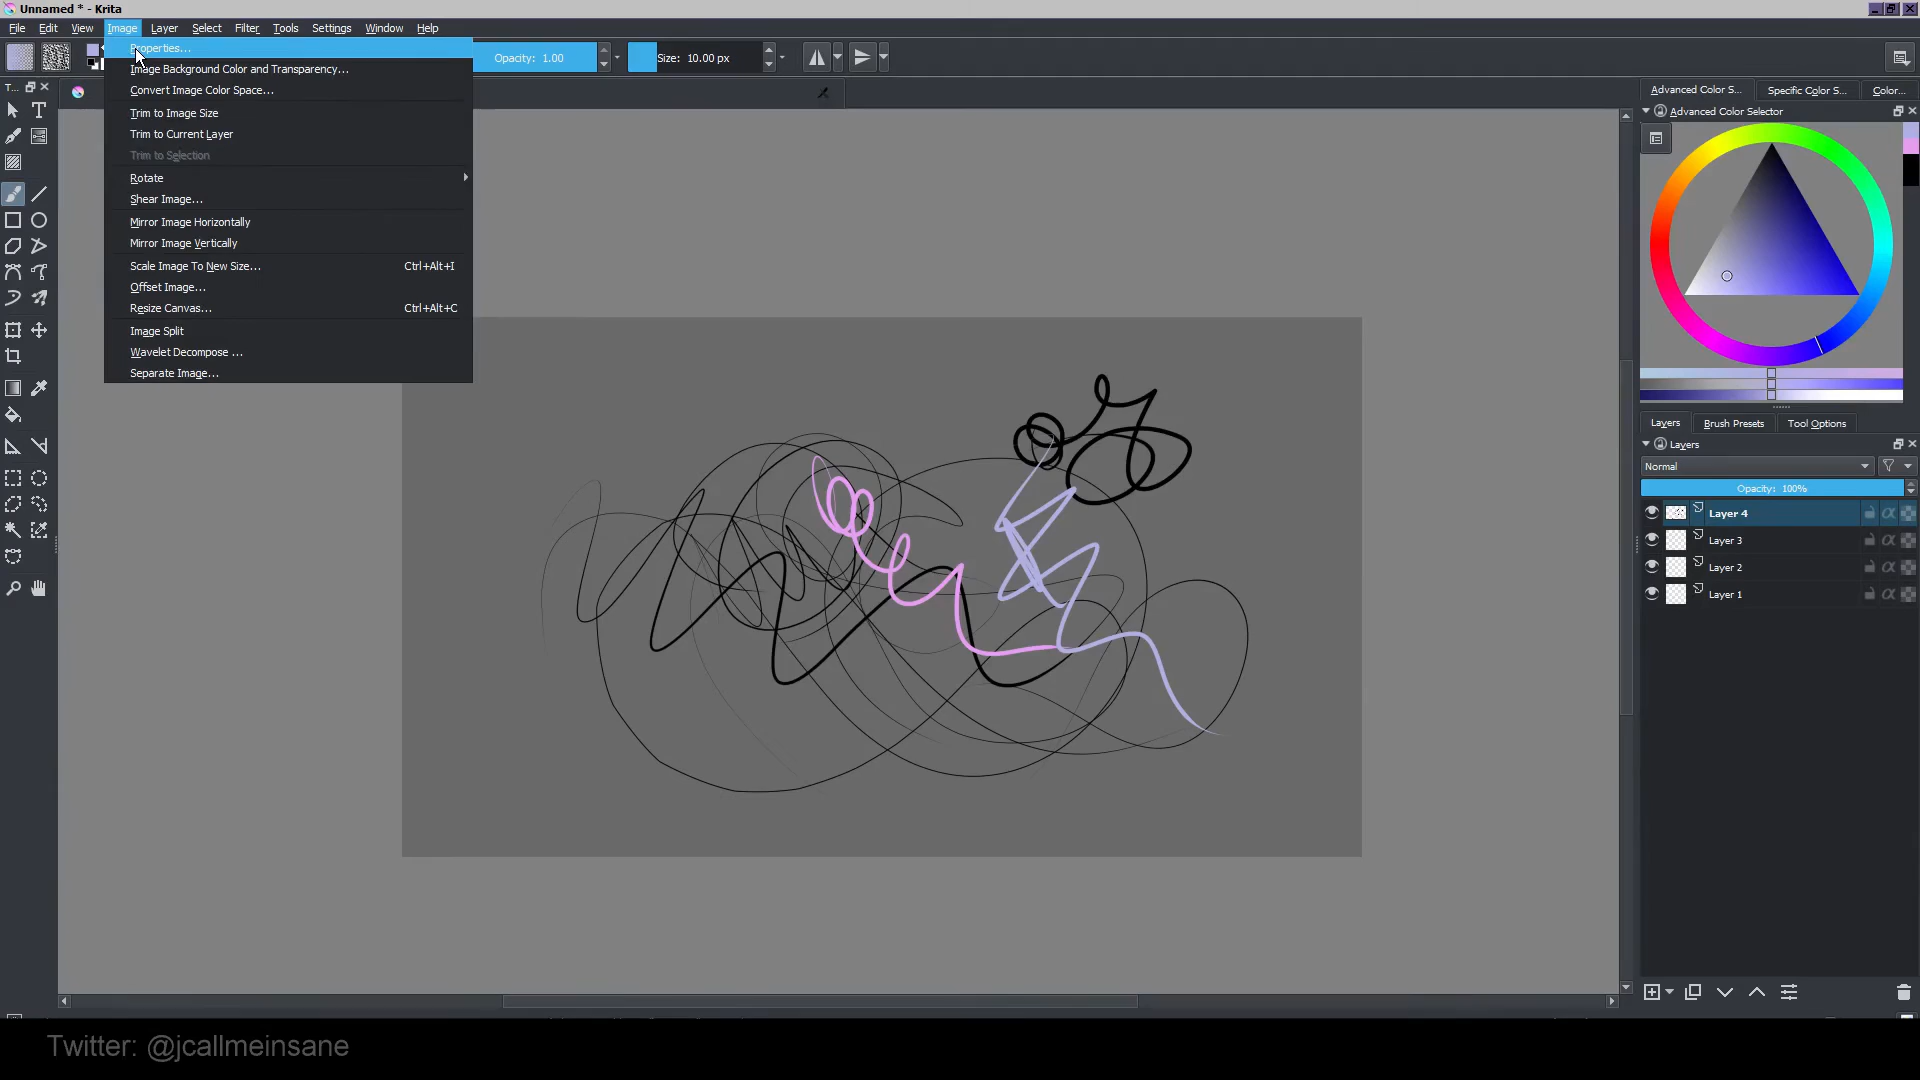 Unnamed * - Krita
File Edit View Image Layer Select Filter Tools Settings Window Help
Properties...
Image Background Color and Transparency...
Convert Image Color Space...
Trim to Image Size
Trim to Current Layer
Trim to Selection
Rotate
Shear Image...
Mirror Image Horizontally
Mirror Image Vertically
Scale Image To New Size... Ctrl+Alt+I
Offset Image...
Resize Canvas... Ctrl+Alt+C
Image Split
Wavelet Decompose ...
Separate Image...
Opacity: 1.00
Size: 10.00 px
T...
Advanced Color S... Specific Color S... Color...
Advanced Color Selector
Layers Brush Presets Tool Options
Layers
Normal
Opacity: 100%
Layer 4
Layer 3
Layer 2
Layer 1
Twitter: @jcallmeinsane